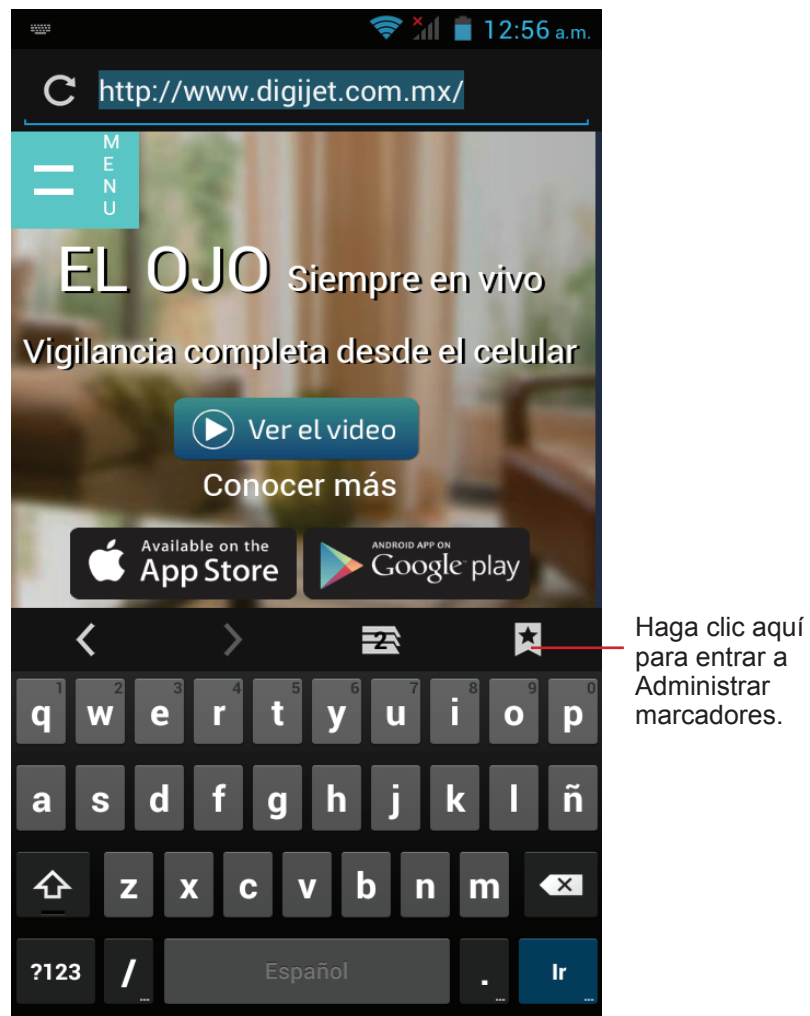 12:56 a.m.
http://www.digijet.com.mx/
MENU
EL OJO Siempre en vivo
Vigilancia completa desde el celular
Ver el video
Conocer más
Available on the
App Store
ANDROID APP ON
Google play
2
Haga clic aquí
para entrar a
Administrar
marcadores.
1 2 3 4 5 6 7 8 9 0
q w e r t y u i o p
a s d f g h j k l ñ
z x c v b n m
?123 / ... Español . ... Ir ...